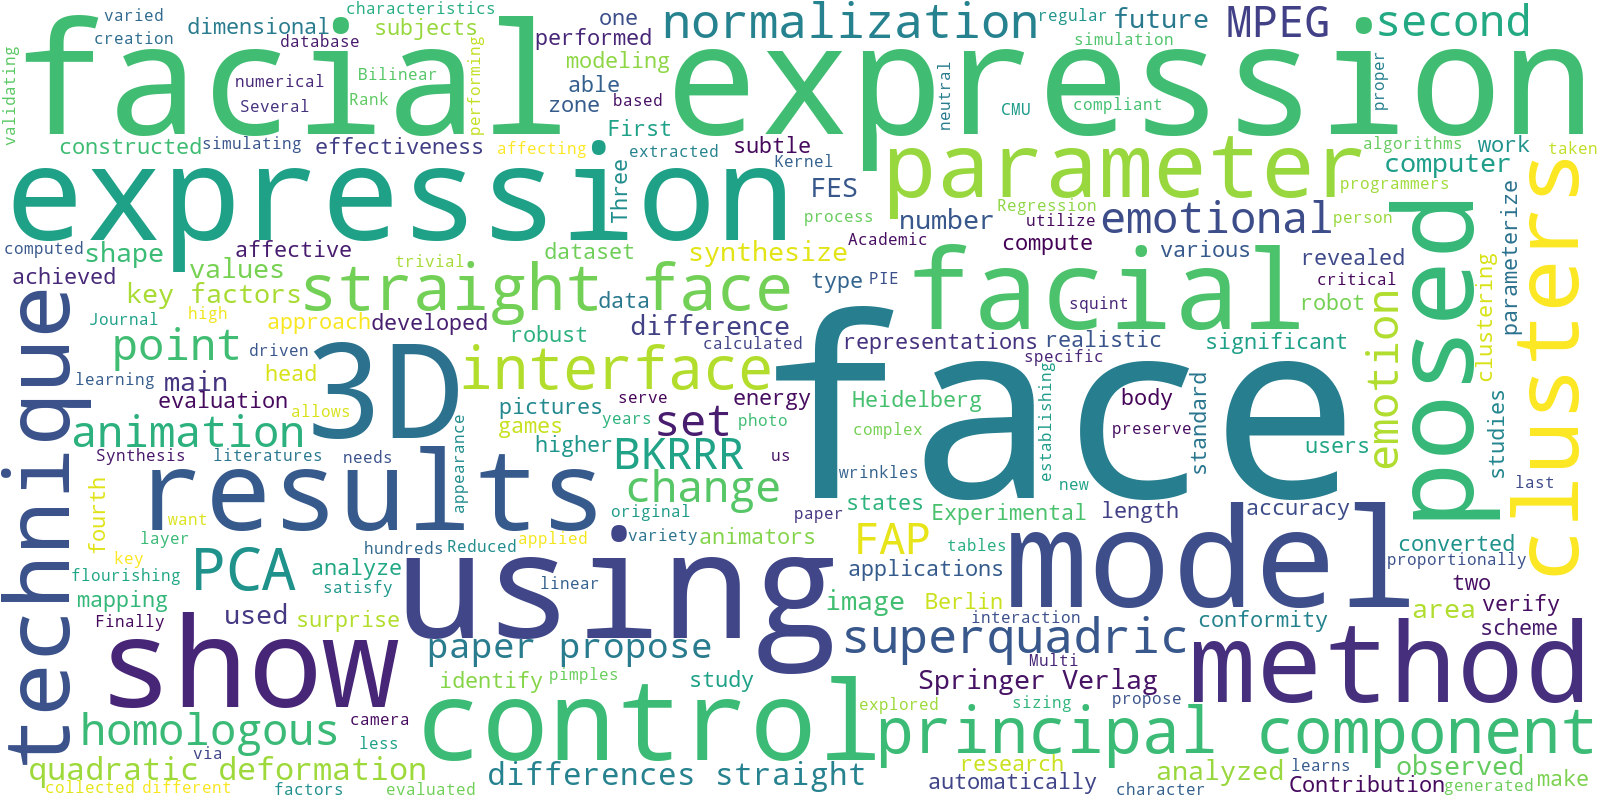 facial expression
expression
face
facial
3D
using
model
method
show
control
results
technique
posed
clusters
parameter
principal component
straight face
interface
normalization
MPEG
second
emotional
superquadric
homologous
quadratic deformation
differences straight
paper propose
PCA
BKRRR
FAP
set
change
animation
point
emotion
Springer Verlag
varied
characteristics
creation
dimensional
subjects
database
one
performed
regular
future
simulation
modeling
numerical
Bilinear
able
Several
Rank
zone
based
performing
validating
neutral
CMU
compliant
proper
constructed
simulating
effectiveness
affecting
First
extracted
subtle
Kernel
algorithms
work
taken
computer
programmers
Three
FES
process
number
Regression
utilize
person
computed
shape
affective
dataset
synthesize
Academic
compute
various
revealed
achieved
values
trivial
key factors
data
type
PIE
squint
critical
robot
parameterize
clustering
Journal
high
approach
developed
robust
difference
calculated
representations
realistic
specific
significant
driven
learning
main
head
evaluation
allows
pictures
games
serve
years
energy
photo
Heidelberg
complex
establishing
body
preserve
standard
users
studies
Synthesis
literatures
needs
appearance
higher
us
wrinkles
new
last
fourth
want
original
states
paper
Experimental
length
accuracy
layer
hundreds
Reduced
applied
variety
animators
tables
converted
key
flourishing
analyze
satisfy
linear
applications
proportionally
mapping
two
Finally
used
surprise
image
Berlin
interaction
conformity
area
verify
scheme
identify
pimples
study
Multi
camera
explored
sizing
propose
less
via
research
analyzed
observed
learns
collected
different
factors
evaluated
automatically
character
Contribution
generated
make